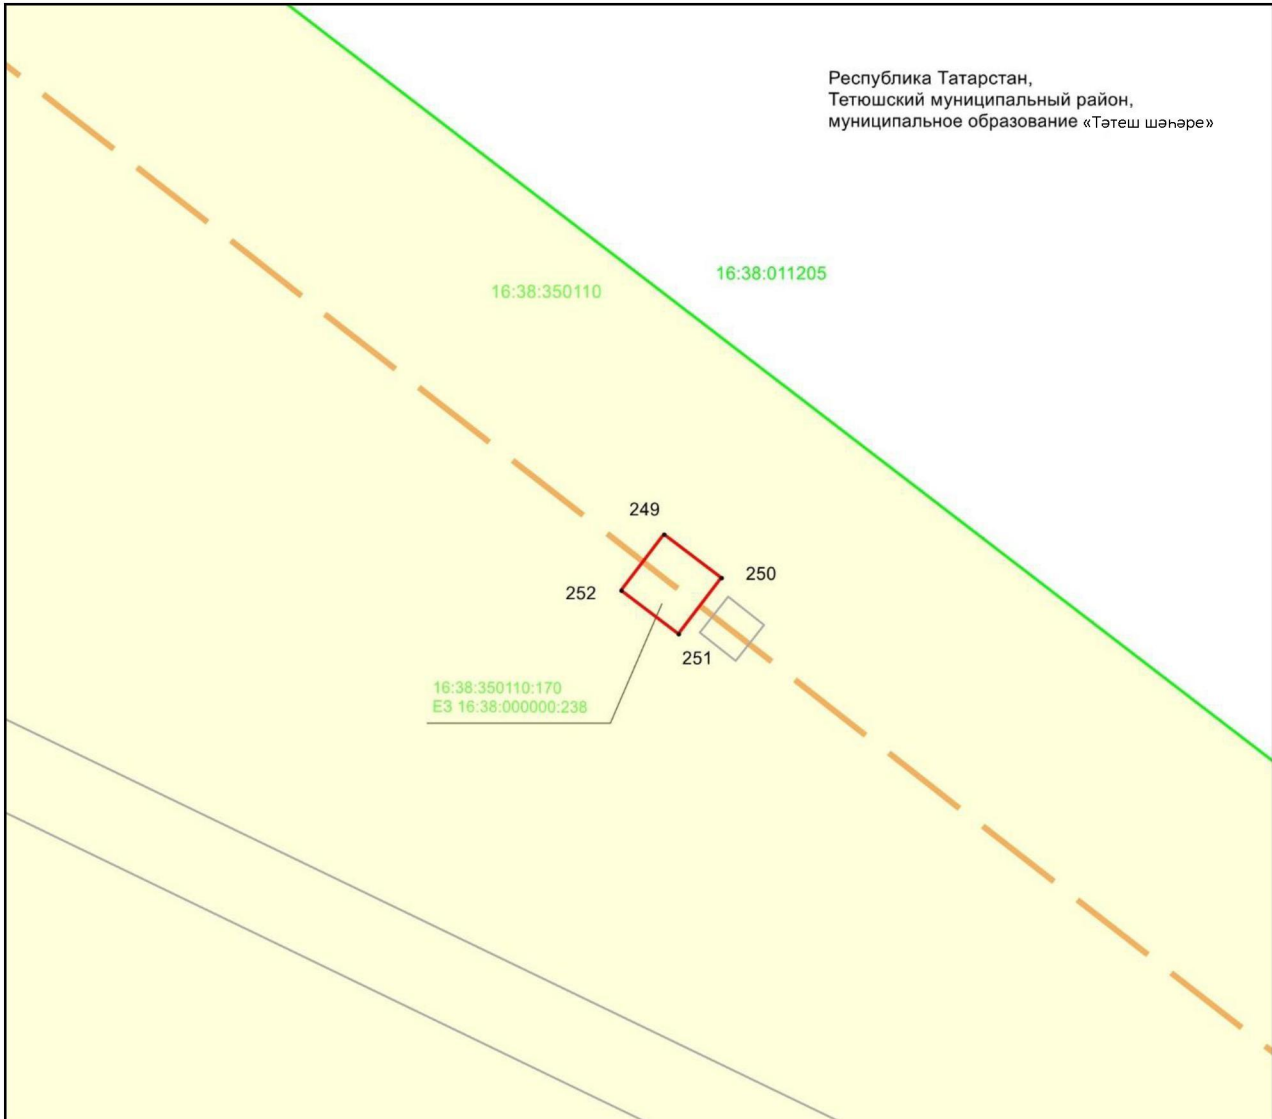 Республика Татарстан,
Тетюшский муниципальный район,
муниципальное образование «Тәтеш шәһәре»
16:38:011205
16:38:350110
249
250
252
251
16:38:350110:170
ЕЗ 16:38:000000:238